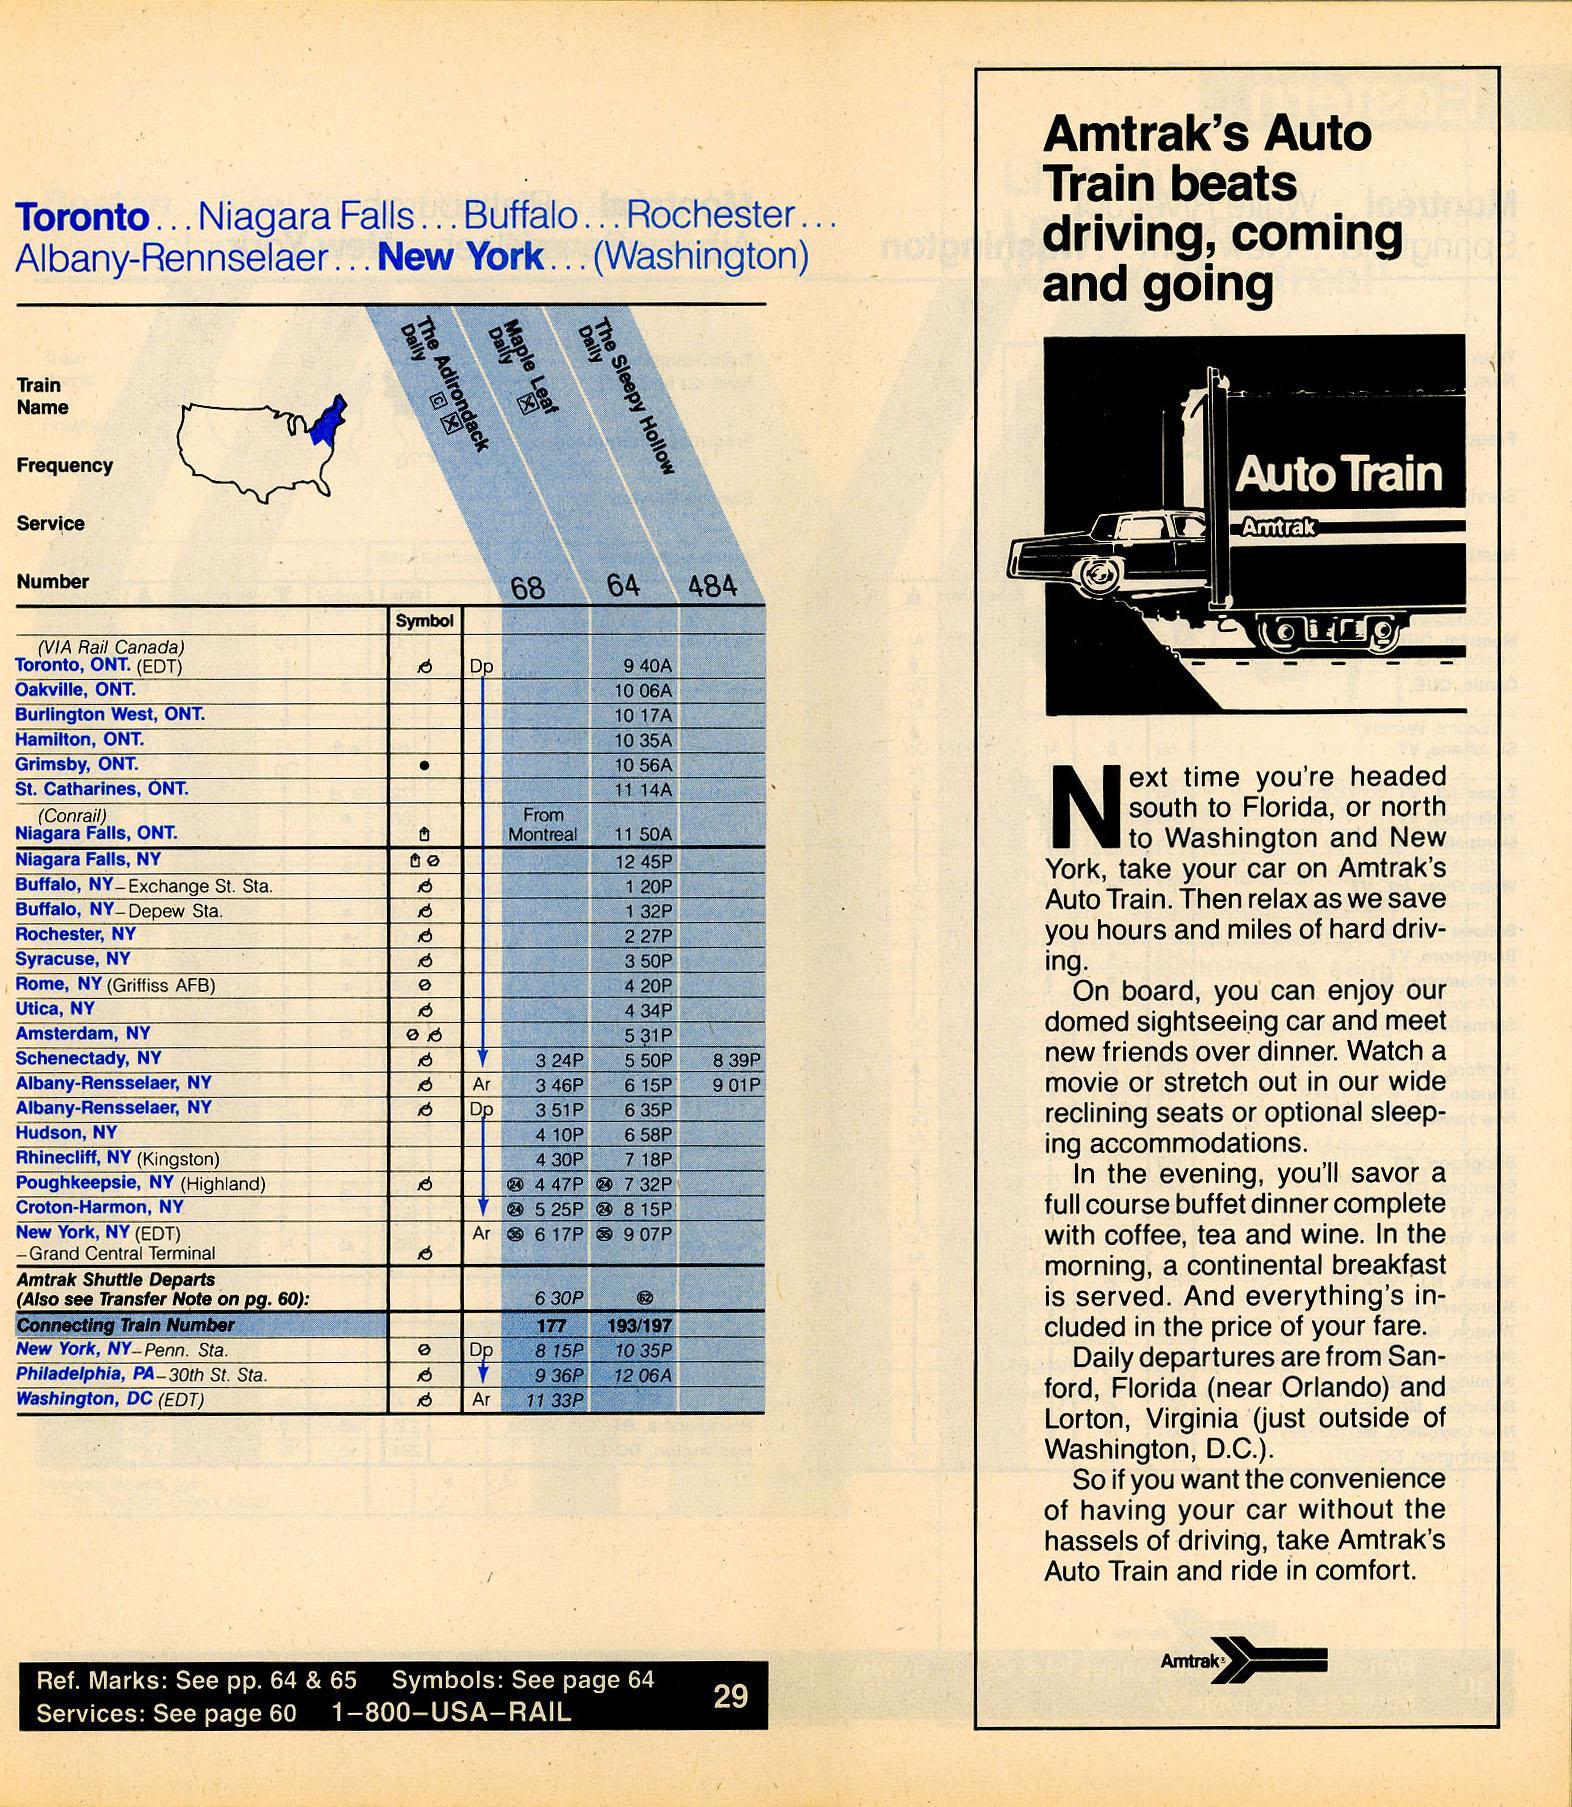 Toronto...Niagara Falls...Buffalo...Rochester...
Albany-Rennselaer...New York...(Washington)
Train
Name
The Adirondack
Daily
C
Maple Leaf
Daily
The Sleepy Hollow
Daily
Frequency
Service
Number 68 64 484
Symbol
(VIA Rail Canada)
Toronto, ONT. (EDT) Dp 9 40A
Oakville, ONT. 10 06A
Burlington West, ONT. 10 17A
Hamilton, ONT. 10 35A
Grimsby, ONT. ● 10 56A
St. Catharines, ONT. 11 14A
(Conrail) From
Niagara Falls, ONT. Montreal 11 50A
Niagara Falls, NY 12 45P
Buffalo, NY–Exchange St. Sta. 1 20P
Buffalo, NY–Depew Sta. 1 32P
Rochester, NY 2 27P
Syracuse, NY 3 50P
Rome, NY (Griffiss AFB) 4 20P
Utica, NY 4 34P
Amsterdam, NY 5 31P
Schenectady, NY 3 24P 5 50P 8 39P
Albany-Rensselaer, NY Ar 3 46P 6 15P 9 01P
Albany-Rensselaer, NY Dp 3 51P 6 35P
Hudson, NY 4 10P 6 58P
Rhinecliff, NY (Kingston) 4 30P 7 18P
Poughkeepsie, NY (Highland) 24 4 47P 24 7 32P
Croton-Harmon, NY 24 5 25P 24 8 15P
New York, NY (EDT) Ar 35 6 17P 35 9 07P
–Grand Central Terminal
Amtrak Shuttle Departs
(Also see Transfer Note on pg. 60): 6 30P 62
Connecting Train Number 177 193/197
New York, NY–Penn. Sta. Dp 8 15P 10 35P
Philadelphia, PA–30th St. Sta. 9 36P 12 06A
Washington, DC (EDT) Ar 11 33P
Ref. Marks: See pp. 64 & 65 Symbols: See page 64
Services: See page 60 1–800–USA–RAIL
29
Amtrak's Auto
Train beats
driving, coming
and going
Auto Train
Amtrak
Next time you're headed
south to Florida, or north
to Washington and New
York, take your car on Amtrak's
Auto Train. Then relax as we save
you hours and miles of hard driv-
ing.
On board, you can enjoy our
domed sightseeing car and meet
new friends over dinner. Watch a
movie or stretch out in our wide
reclining seats or optional sleep-
ing accommodations.
In the evening, you'll savor a
full course buffet dinner complete
with coffee, tea and wine. In the
morning, a continental breakfast
is served. And everything's in-
cluded in the price of your fare.
Daily departures are from San-
ford, Florida (near Orlando) and
Lorton, Virginia (just outside of
Washington, D.C.).
So if you want the convenience
of having your car without the
hassels of driving, take Amtrak's
Auto Train and ride in comfort.
Amtrak®